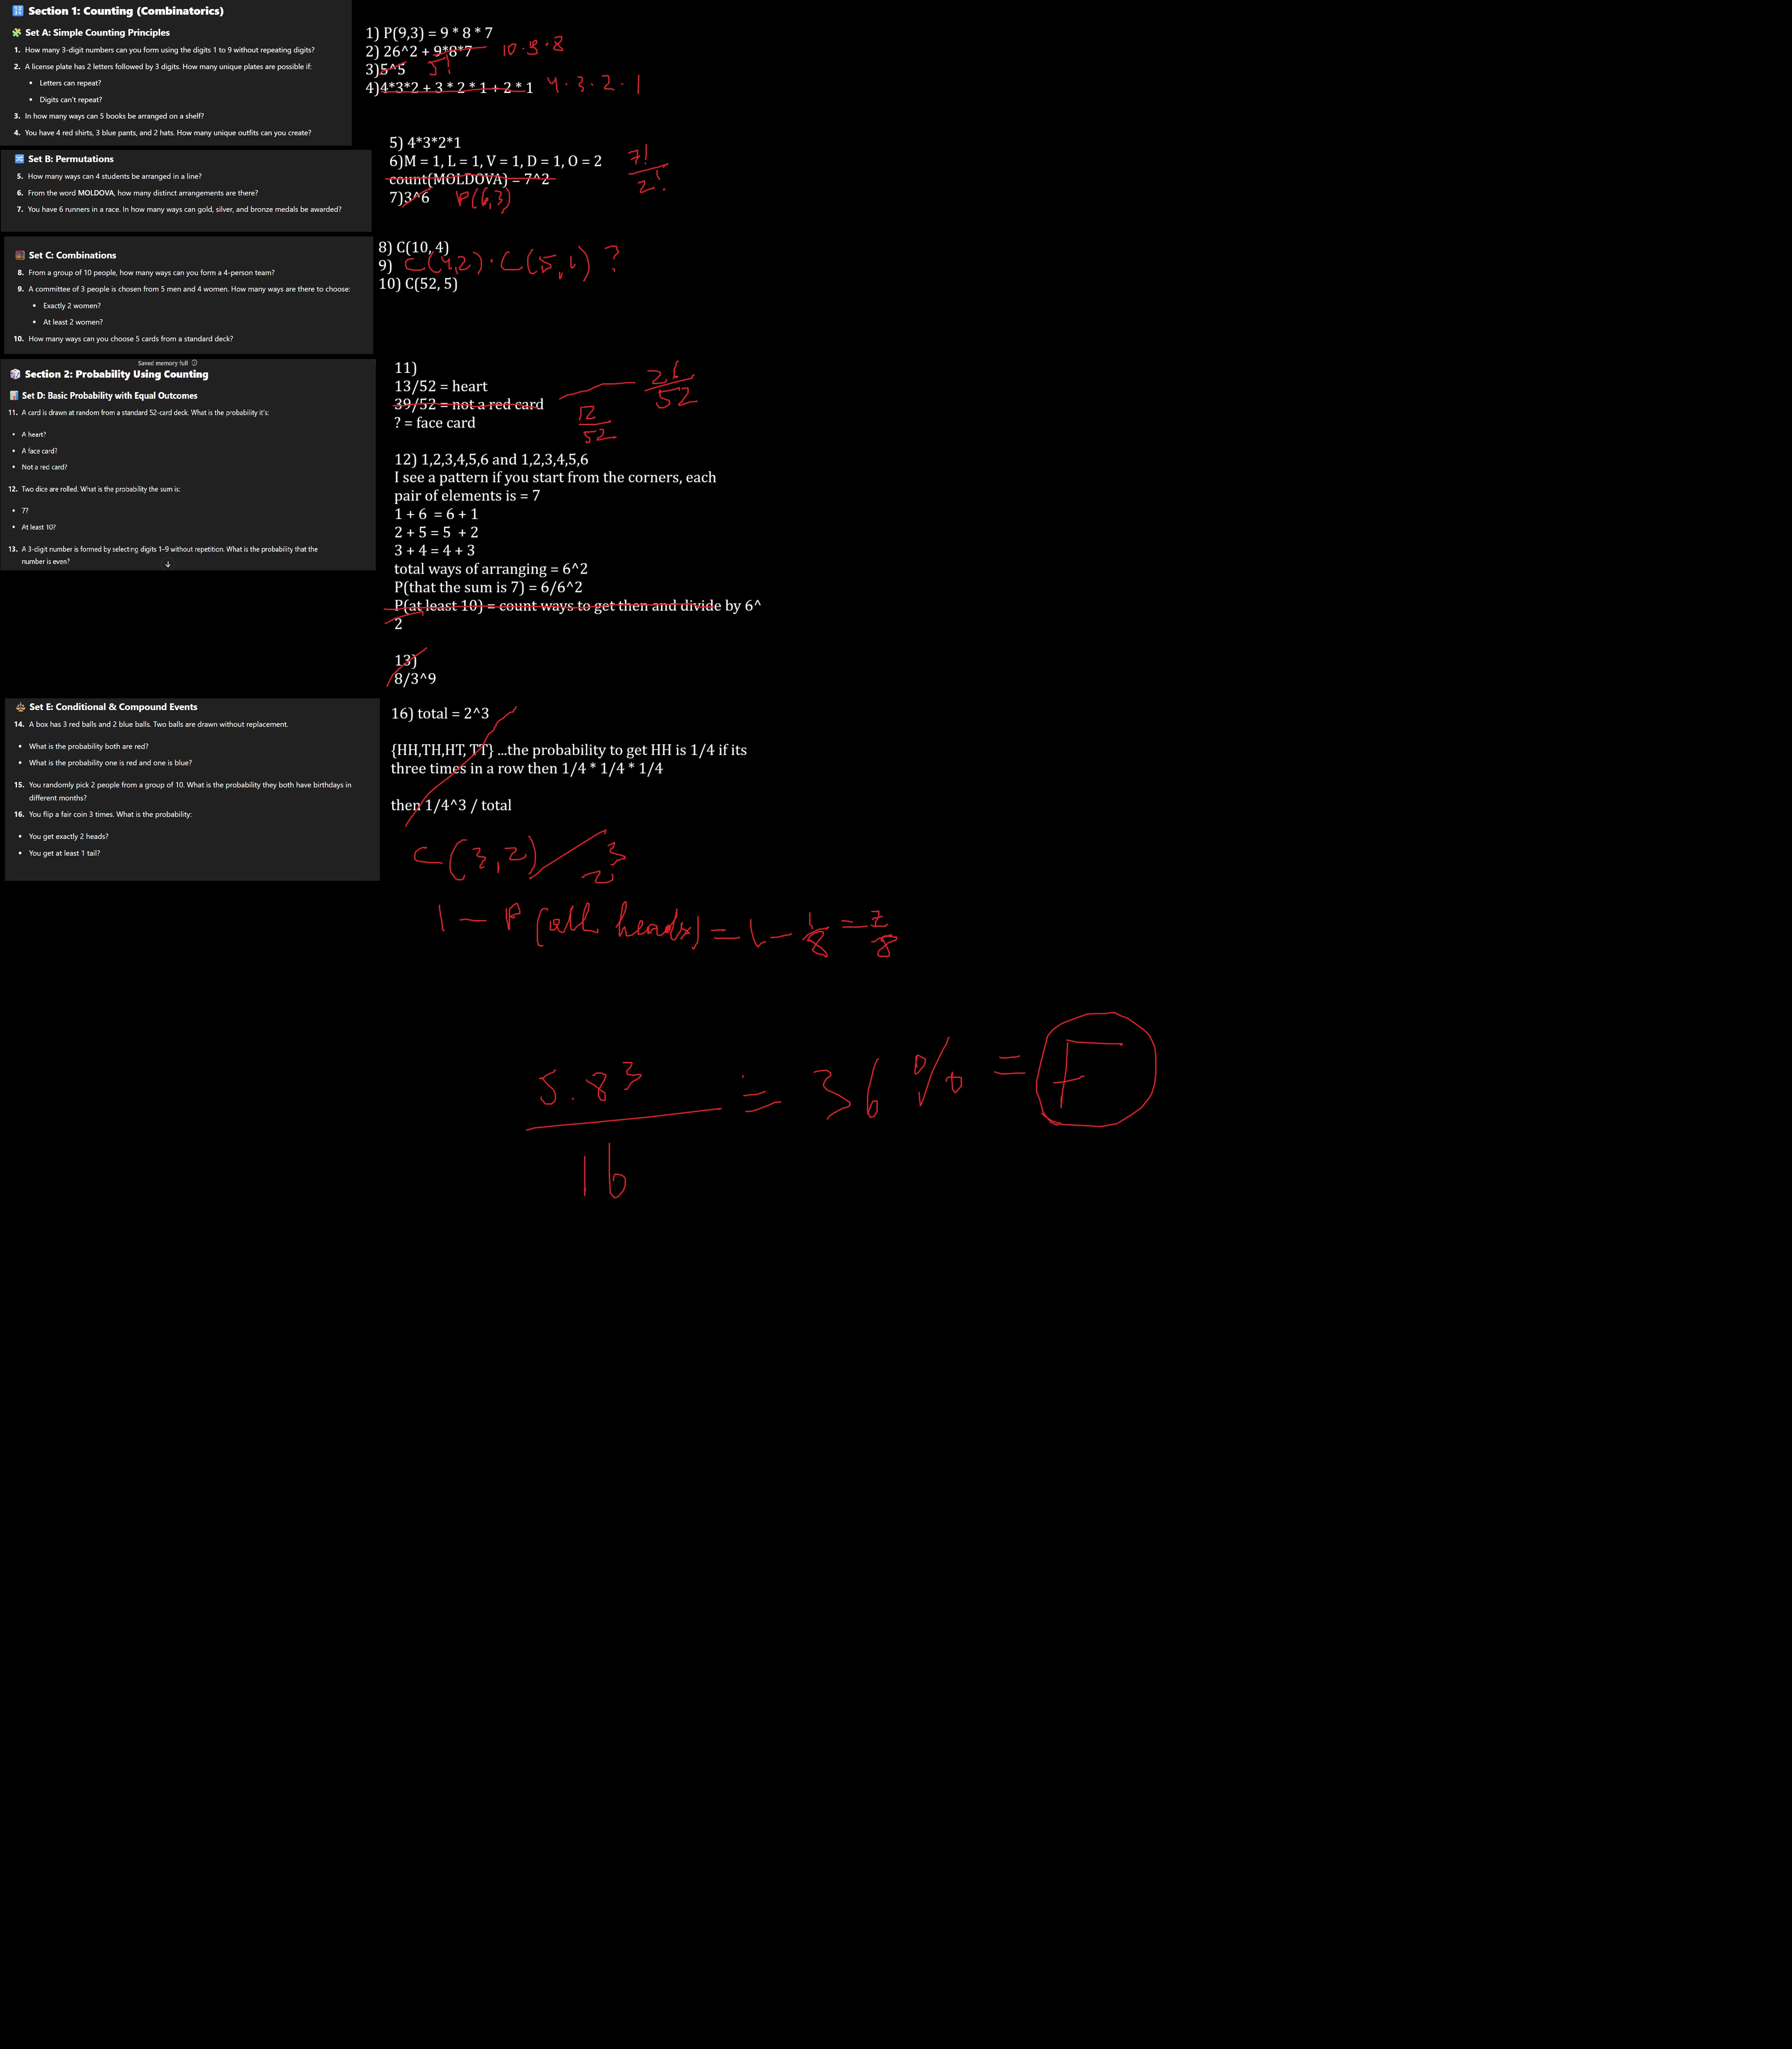 Section 1: Counting (Combinatorics)
Set A: Simple Counting Principles
1. How many 3-digit numbers can you form using the digits 1 to 9 without repeating digits?
2. A license plate has 2 letters followed by 3 digits. How many unique plates are possible if:
• Letters can repeat?
• Digits can't repeat?
3. In how many ways can 5 books be arranged on a shelf?
4. You have 4 red shirts, 3 blue pants, and 2 hats. How many unique outfits can you create?
1) P(9,3) = 9 * 8 * 7
2) 26^2 + 9*8*7 10 · 9 · 8
3)5^5 5!
4)4*3*2 + 3 * 2 * 1 + 2 * 1 4 · 3 · 2 · 1
Set B: Permutations
5. How many ways can 4 students be arranged in a line?
6. From the word MOLDOVA, how many distinct arrangements are there?
7. You have 6 runners in a race. In how many ways can gold, silver, and bronze medals be awarded?
5) 4*3*2*1
6)M = 1, L = 1, V = 1, D = 1, O = 2
7!
2!
count(MOLDOVA) = 7^2
7)3^6 P(6,3)
Set C: Combinations
8. From a group of 10 people, how many ways can you form a 4-person team?
9. A committee of 3 people is chosen from 5 men and 4 women. How many ways are there to choose:
• Exactly 2 women?
• At least 2 women?
10. How many ways can you choose 5 cards from a standard deck?
8) C(10, 4)
9) C(4,2) · C(5,1) ?
10) C(52, 5)
Saved memory full
Section 2: Probability Using Counting
Set D: Basic Probability with Equal Outcomes
11. A card is drawn at random from a standard 52-card deck. What is the probability it's:
• A heart?
• A face card?
• Not a red card?
12. Two dice are rolled. What is the probability the sum is:
• 7?
• At least 10?
13. A 3-digit number is formed by selecting digits 1–9 without repetition. What is the probability that the
number is even?
11)
13/52 = heart
39/52 = not a red card
26
52
? = face card
12
52
12) 1,2,3,4,5,6 and 1,2,3,4,5,6
I see a pattern if you start from the corners, each
pair of elements is = 7
1 + 6 = 6 + 1
2 + 5 = 5 + 2
3 + 4 = 4 + 3
total ways of arranging = 6^2
P(that the sum is 7) = 6/6^2
P(at least 10) = count ways to get then and divide by 6^
2
13)
8/3^9
Set E: Conditional & Compound Events
14. A box has 3 red balls and 2 blue balls. Two balls are drawn without replacement.
• What is the probability both are red?
• What is the probability one is red and one is blue?
15. You randomly pick 2 people from a group of 10. What is the probability they both have birthdays in
different months?
16. You flip a fair coin 3 times. What is the probability:
• You get exactly 2 heads?
• You get at least 1 tail?
16) total = 2^3
{HH,TH,HT, TT} ...the probability to get HH is 1/4 if its
three times in a row then 1/4 * 1/4 * 1/4
then 1/4^3 / total
C(3,2) / 2³
1 — P(all heads) = 1 - 1/8 = 7/8
5.83
16
= 36 % = F